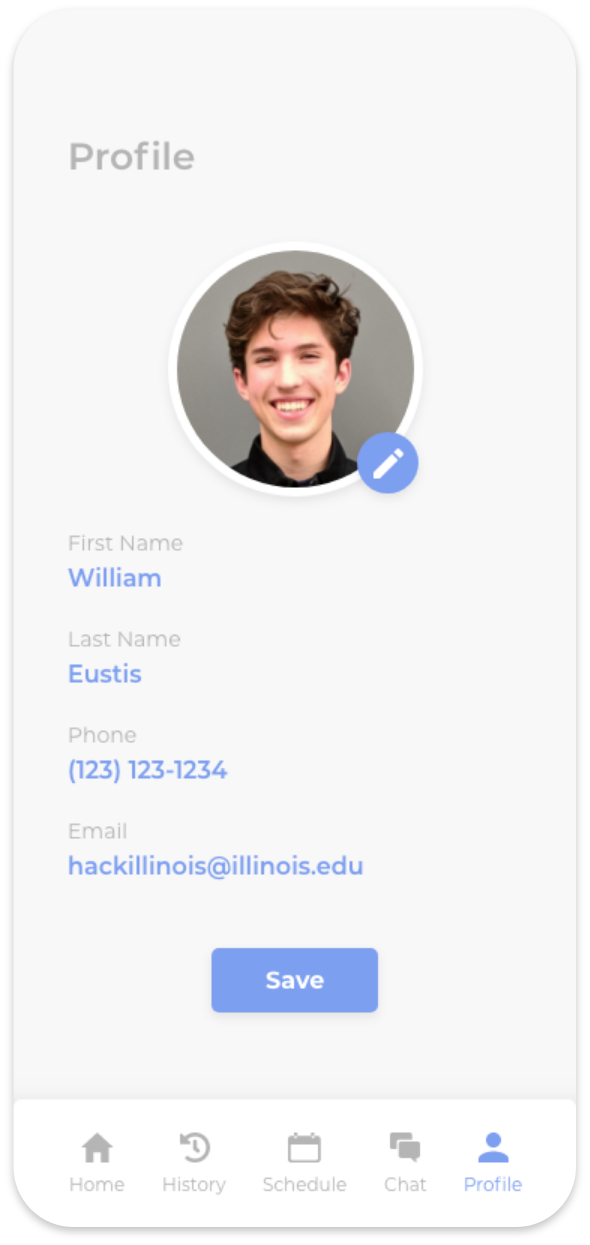 Profile
First Name
William
Last Name
Eustis
Phone
(123) 123-1234
Email
hackillinois@illinois.edu
Save
Home History Schedule Chat Profile